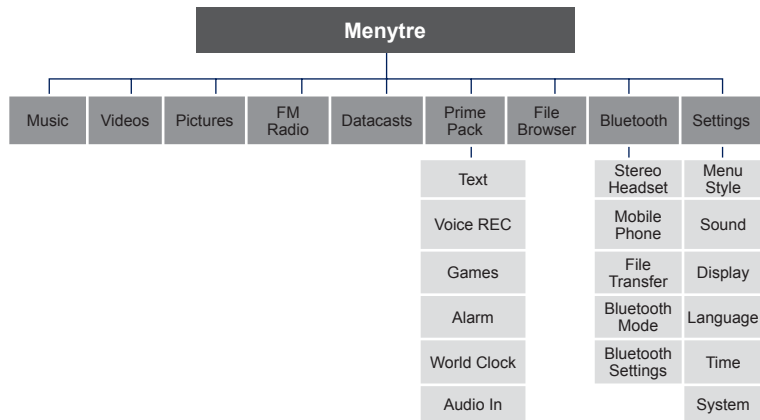 Menytre
Music
Videos
Pictures
FM
Radio
Datacasts
Prime
Pack
File
Browser
Bluetooth
Settings
Text
Voice REC
Games
Alarm
World Clock
Audio In
Stereo
Headset
Mobile
Phone
File
Transfer
Bluetooth
Mode
Bluetooth
Settings
Menu
Style
Sound
Display
Language
Time
System